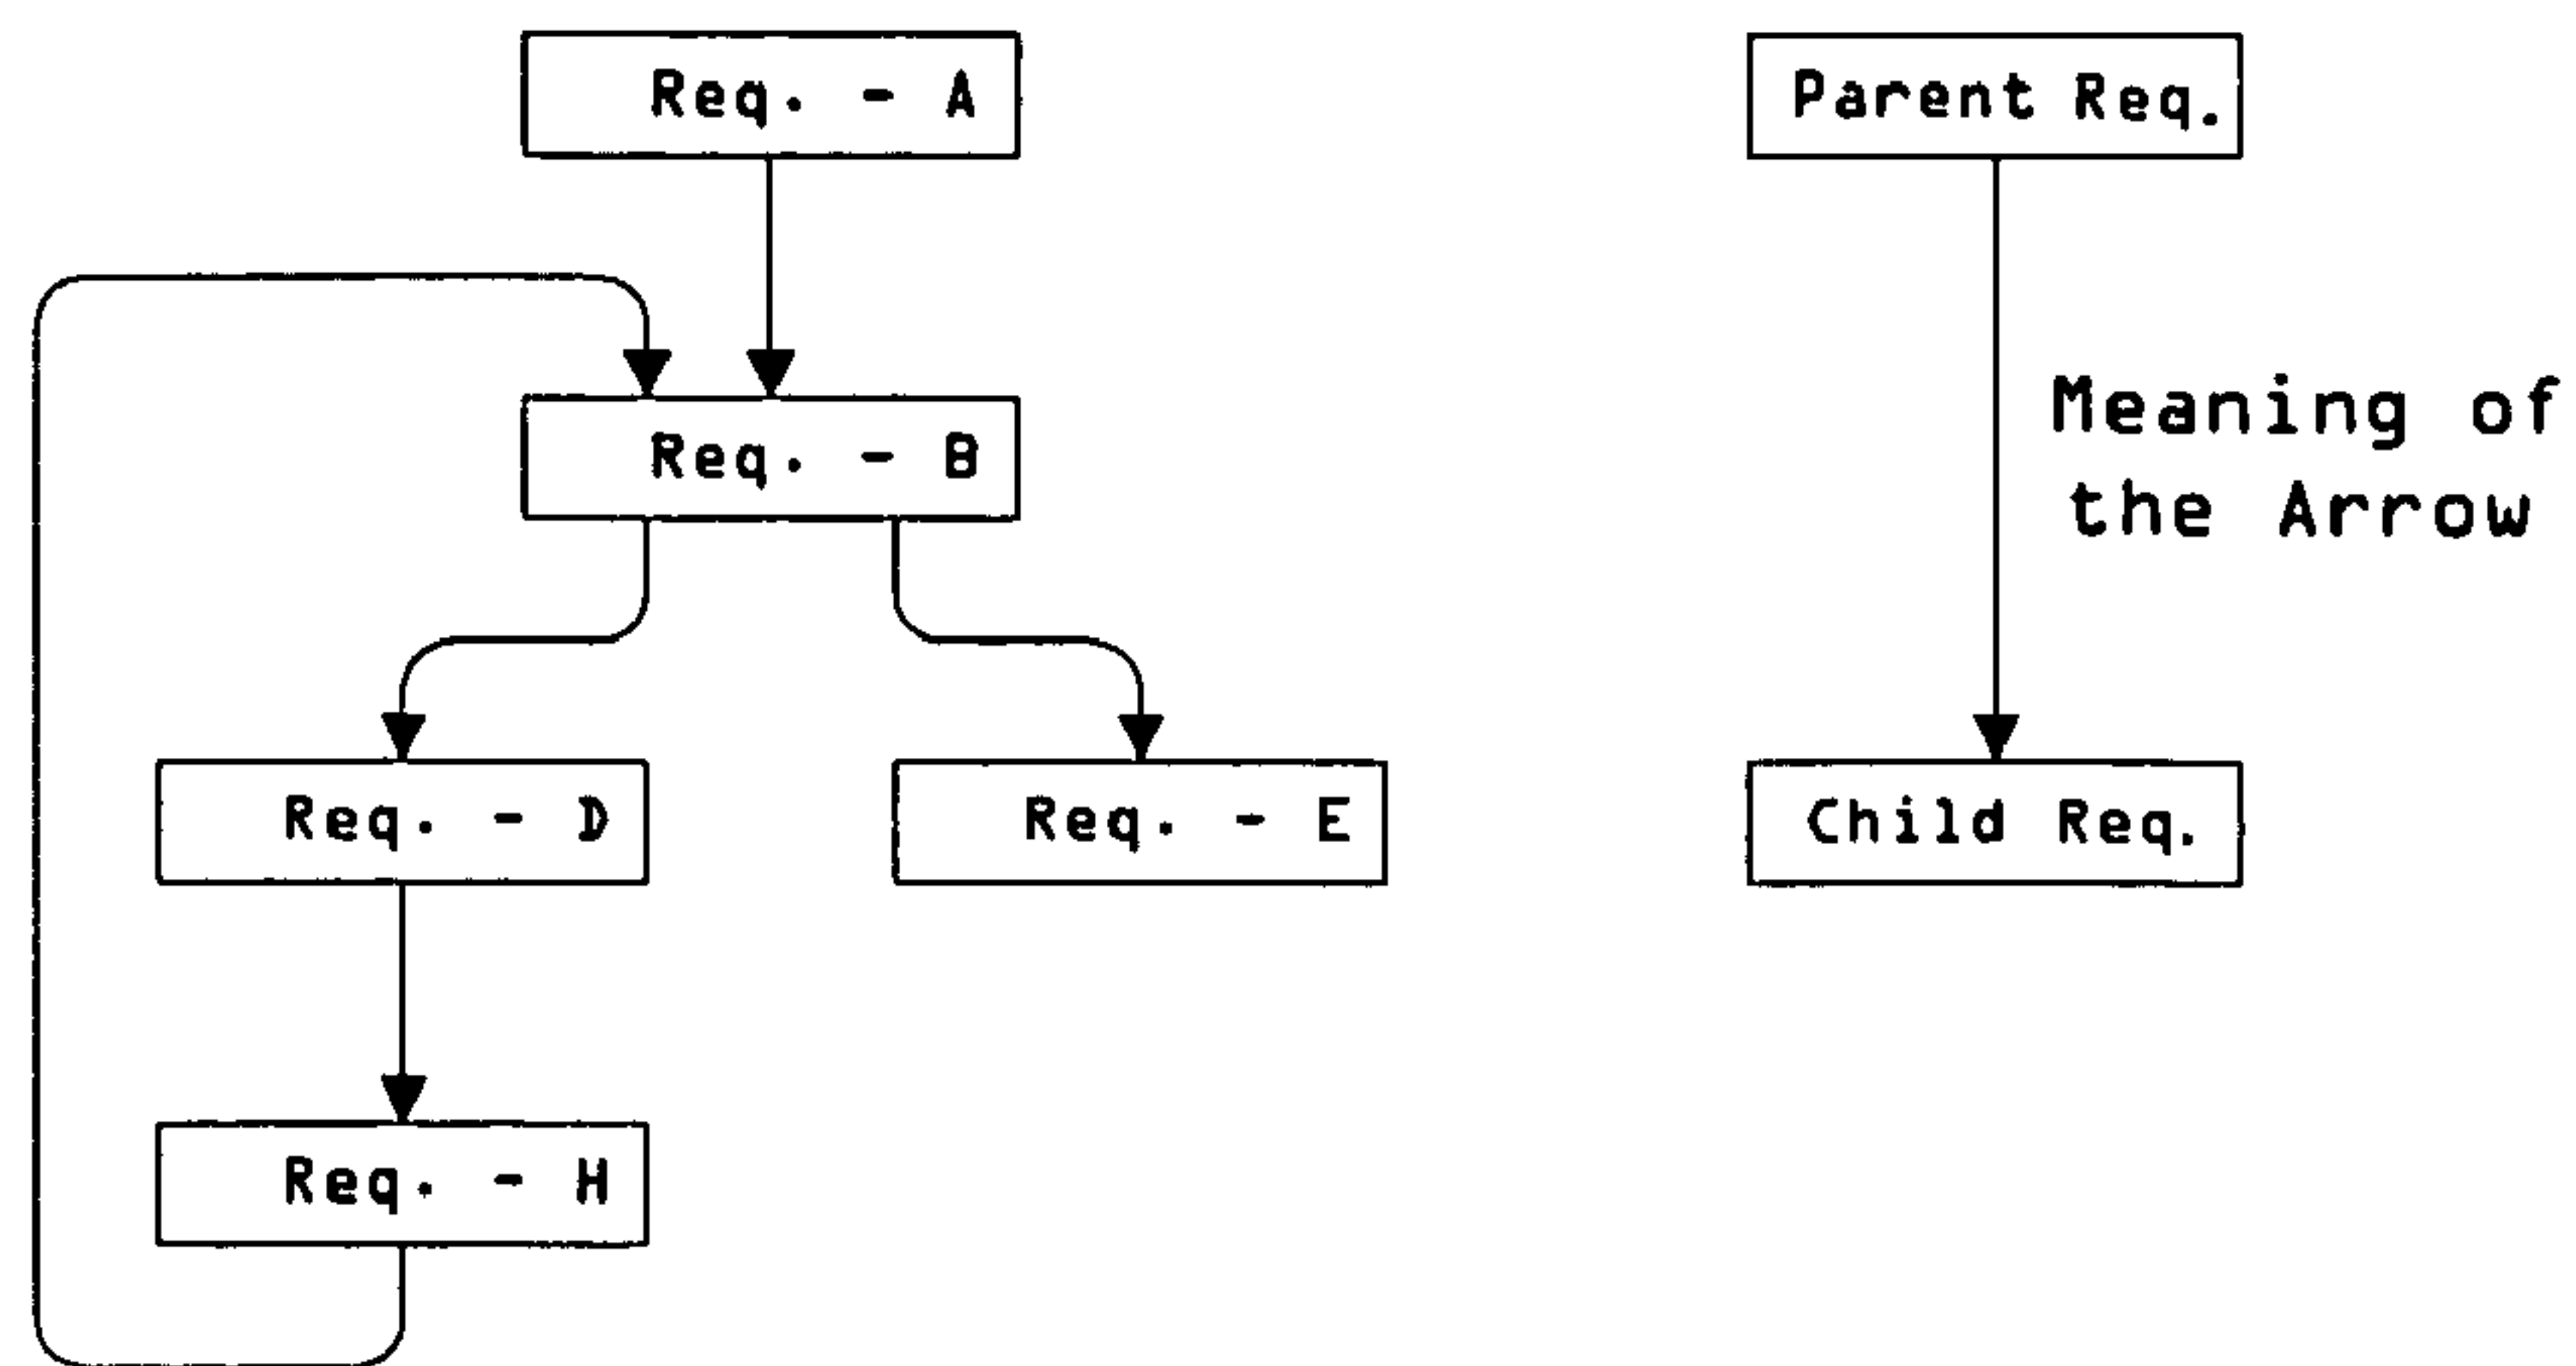 Req. - A
Parent Req.
Meaning of
the Arrow
Req. - B
Req. - D
Req. - E
Child Req.
Req. - H